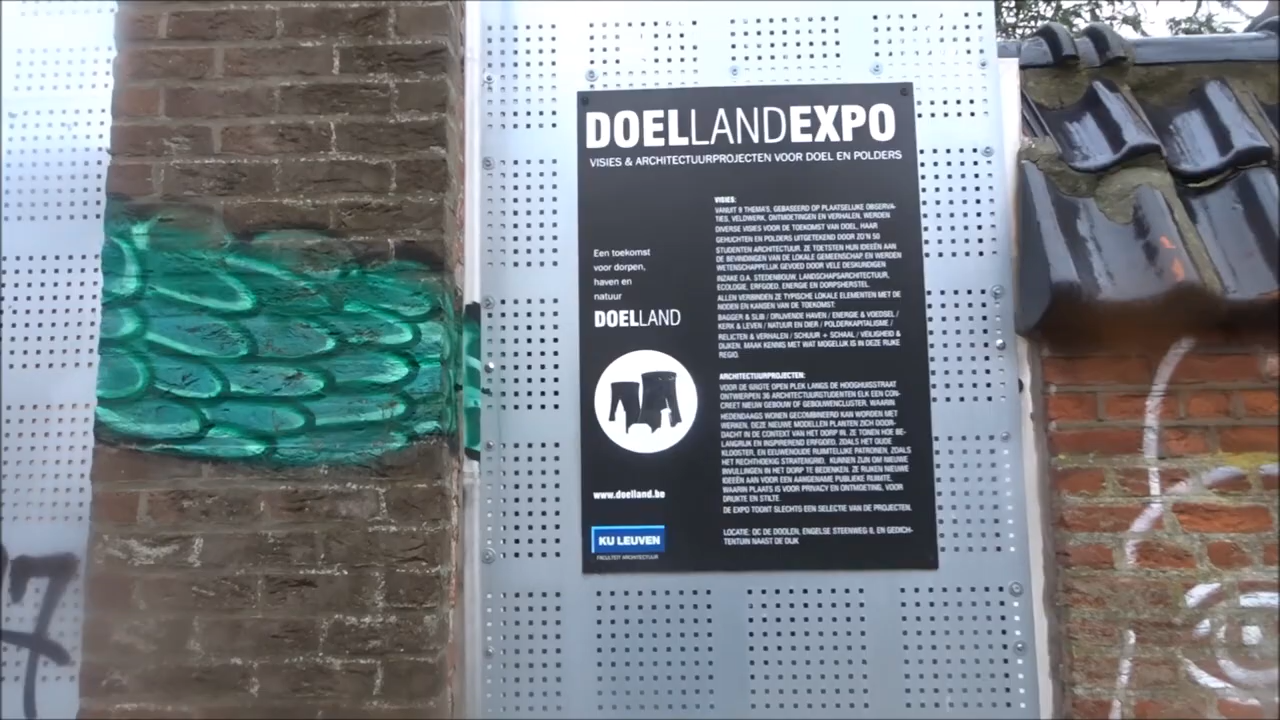 DOELLANDEXPO
VISIES & ARCHITECTUURPROJECTEN VOOR DOEL EN POLDERS
Een toekomst
voor dorpen,
haven en
natuur
DOELLAND
www.doelland.be
KU LEUVEN
FACULTEIT ARCHITECTUUR
VISIES:
VANUIT 9 THEMA'S, GEBASEERD OP PLAATSELIJKE OBSERVA-
TIES, VELDWERK, ONTMOETINGEN EN VERHALEN, WERDEN
DIVERSE VISIES VOOR DE TOEKOMST VAN DOEL, HAAR
GEHUCHTEN EN POLDERS UITGETEKEND DOOR ZO'N 50
STUDENTEN ARCHITECTUUR. ZE TOETSTEN HUN IDEEËN AAN
DE BEVINDINGEN VAN DE LOKALE GEMEENSCHAP EN WERDEN
WETENSCHAPPELIJK GEVOED DOOR VELE DESKUNDIGEN
INZAKE O.A. STEDENBOUW, LANDSCHAPSARCHITECTUUR,
ECOLOGIE, ERFGOED, ENERGIE EN DORPSHERSTEL.
ALLEN VERBINDEN ZE TYPISCHE LOKALE ELEMENTEN MET DE
NODEN EN KANSEN VAN DE TOEKOMST:
BAGGER & SLIB / DRIJVENDE HAVEN / ENERGIE & VOEDSEL /
KERK & LEVEN / NATUUR EN DIER / POLDERKAPITALISME /
RELICTEN & VERHALEN / SCHUUR + SCHAAL / VEILIGHEID &
DIJKEN. MAAK KENNIS MET WAT MOGELIJK IS IN DEZE RIJKE
REGIO.
ARCHITECTUURPROJECTEN:
VOOR DE GROTE OPEN PLEK LANGS DE HOOGHUISSTRAAT
ONTWERPEN 36 ARCHITECTUURSTUDENTEN ELK EEN CON-
CREET NIEUW GEBOUW OF GEBOUWENCLUSTER, WAARIN
HEDENDAAGS WONEN GECOMBINEERD KAN WORDEN MET
WERKEN. DEZE NIEUWE MODELLEN PLANTEN ZICH DOOR-
DACHT IN DE CONTEXT VAN HET DORP IN. ZE TONEN HOE BE-
LANGRIJK EN INSPIREREND ERFGOED, ZOALS HET OUDE
KLOOSTER, EN EEUWENOUDE RUIMTELIJKE PATRONEN, ZOALS
HET RECHTHOEKIG STRATENGRID, KUNNEN ZIJN OM NIEUWE
INVULLINGEN IN HET DORP TE BEDENKEN. ZE RIJKEN NIEUWE
IDEEËN AAN VOOR EEN AANGENAME PUBLIEKE RUIMTE,
WAARIN PLAATS IS VOOR PRIVACY EN ONTMOETING, VOOR
DRUKTE EN STILTE.
DE EXPO TOONT SLECHTS EEN SELECTIE VAN DE PROJECTEN.
LOCATIE: OC DE DOOLEN, ENGELSE STEENWEG 6, EN GEDICH-
TENTUIN NAAST DE DIJK